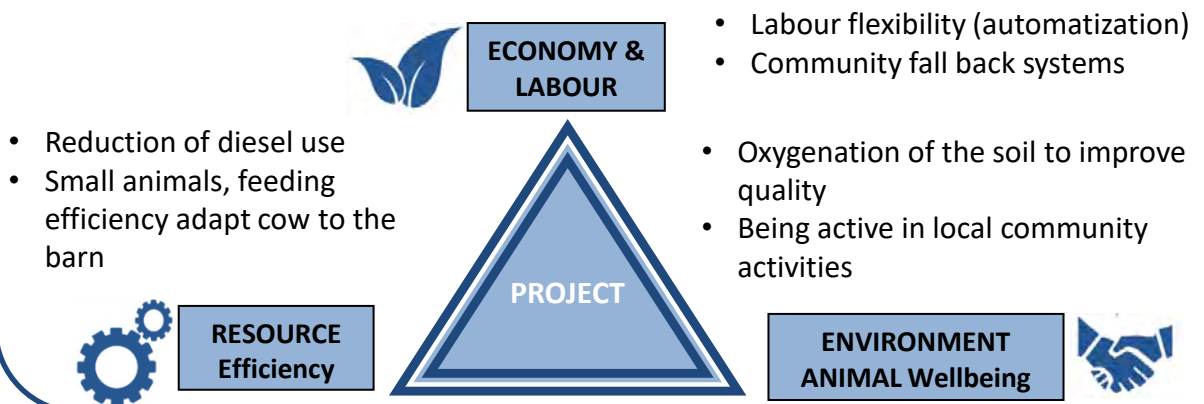 ECONOMY &
LABOUR
• Labour flexibility (automatization)
• Community fall back systems
• Reduction of diesel use
• Small animals, feeding
efficiency adapt cow to the
barn
• Oxygenation of the soil to improve
quality
• Being active in local community
activities
PROJECT
RESOURCE
Efficiency
ENVIRONMENT
ANIMAL Wellbeing